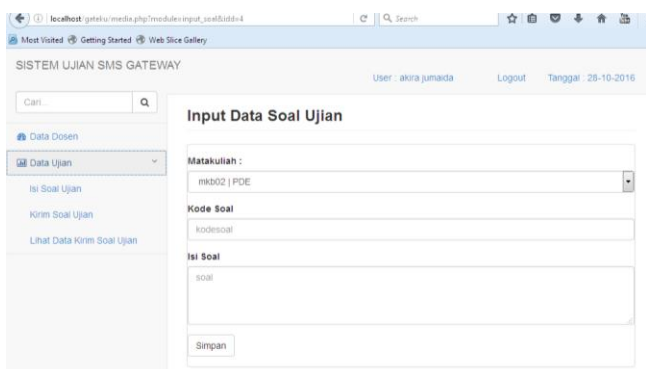 localhost/gateku/media.php?module=input_soal&idd=4
Search
Most Visited Getting Started Web Slice Gallery
SISTEM UJIAN SMS GATEWAY
User : akira jumaida Logout Tanggal : 28-10-2016
Cari...
Input Data Soal Ujian
Data Dosen
Data Ujian
Isi Soal Ujian
Kirim Soal Ujian
Lihat Data Kirim Soal Ujian
Matakuliah :
mkb02 | PDE
Kode Soal
kodesoal
Isi Soal
soal
Simpan